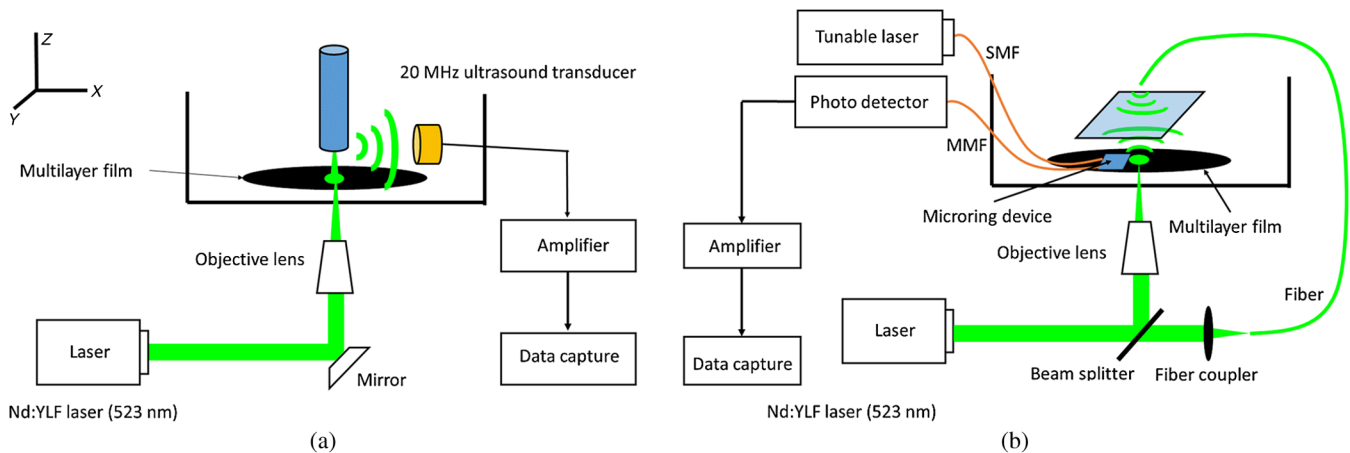 Z
X
Y
20 MHz ultrasound transducer
Multilayer film
Objective lens
Amplifier
Laser
Data capture
Mirror
Nd:YLF laser (523 nm)
(a)
Tunable laser
SMF
Photo detector
MMF
Microring device
Multilayer film
Amplifier
Objective lens
Fiber
Laser
Data capture
Beam splitter
Fiber coupler
Nd:YLF laser (523 nm)
(b)